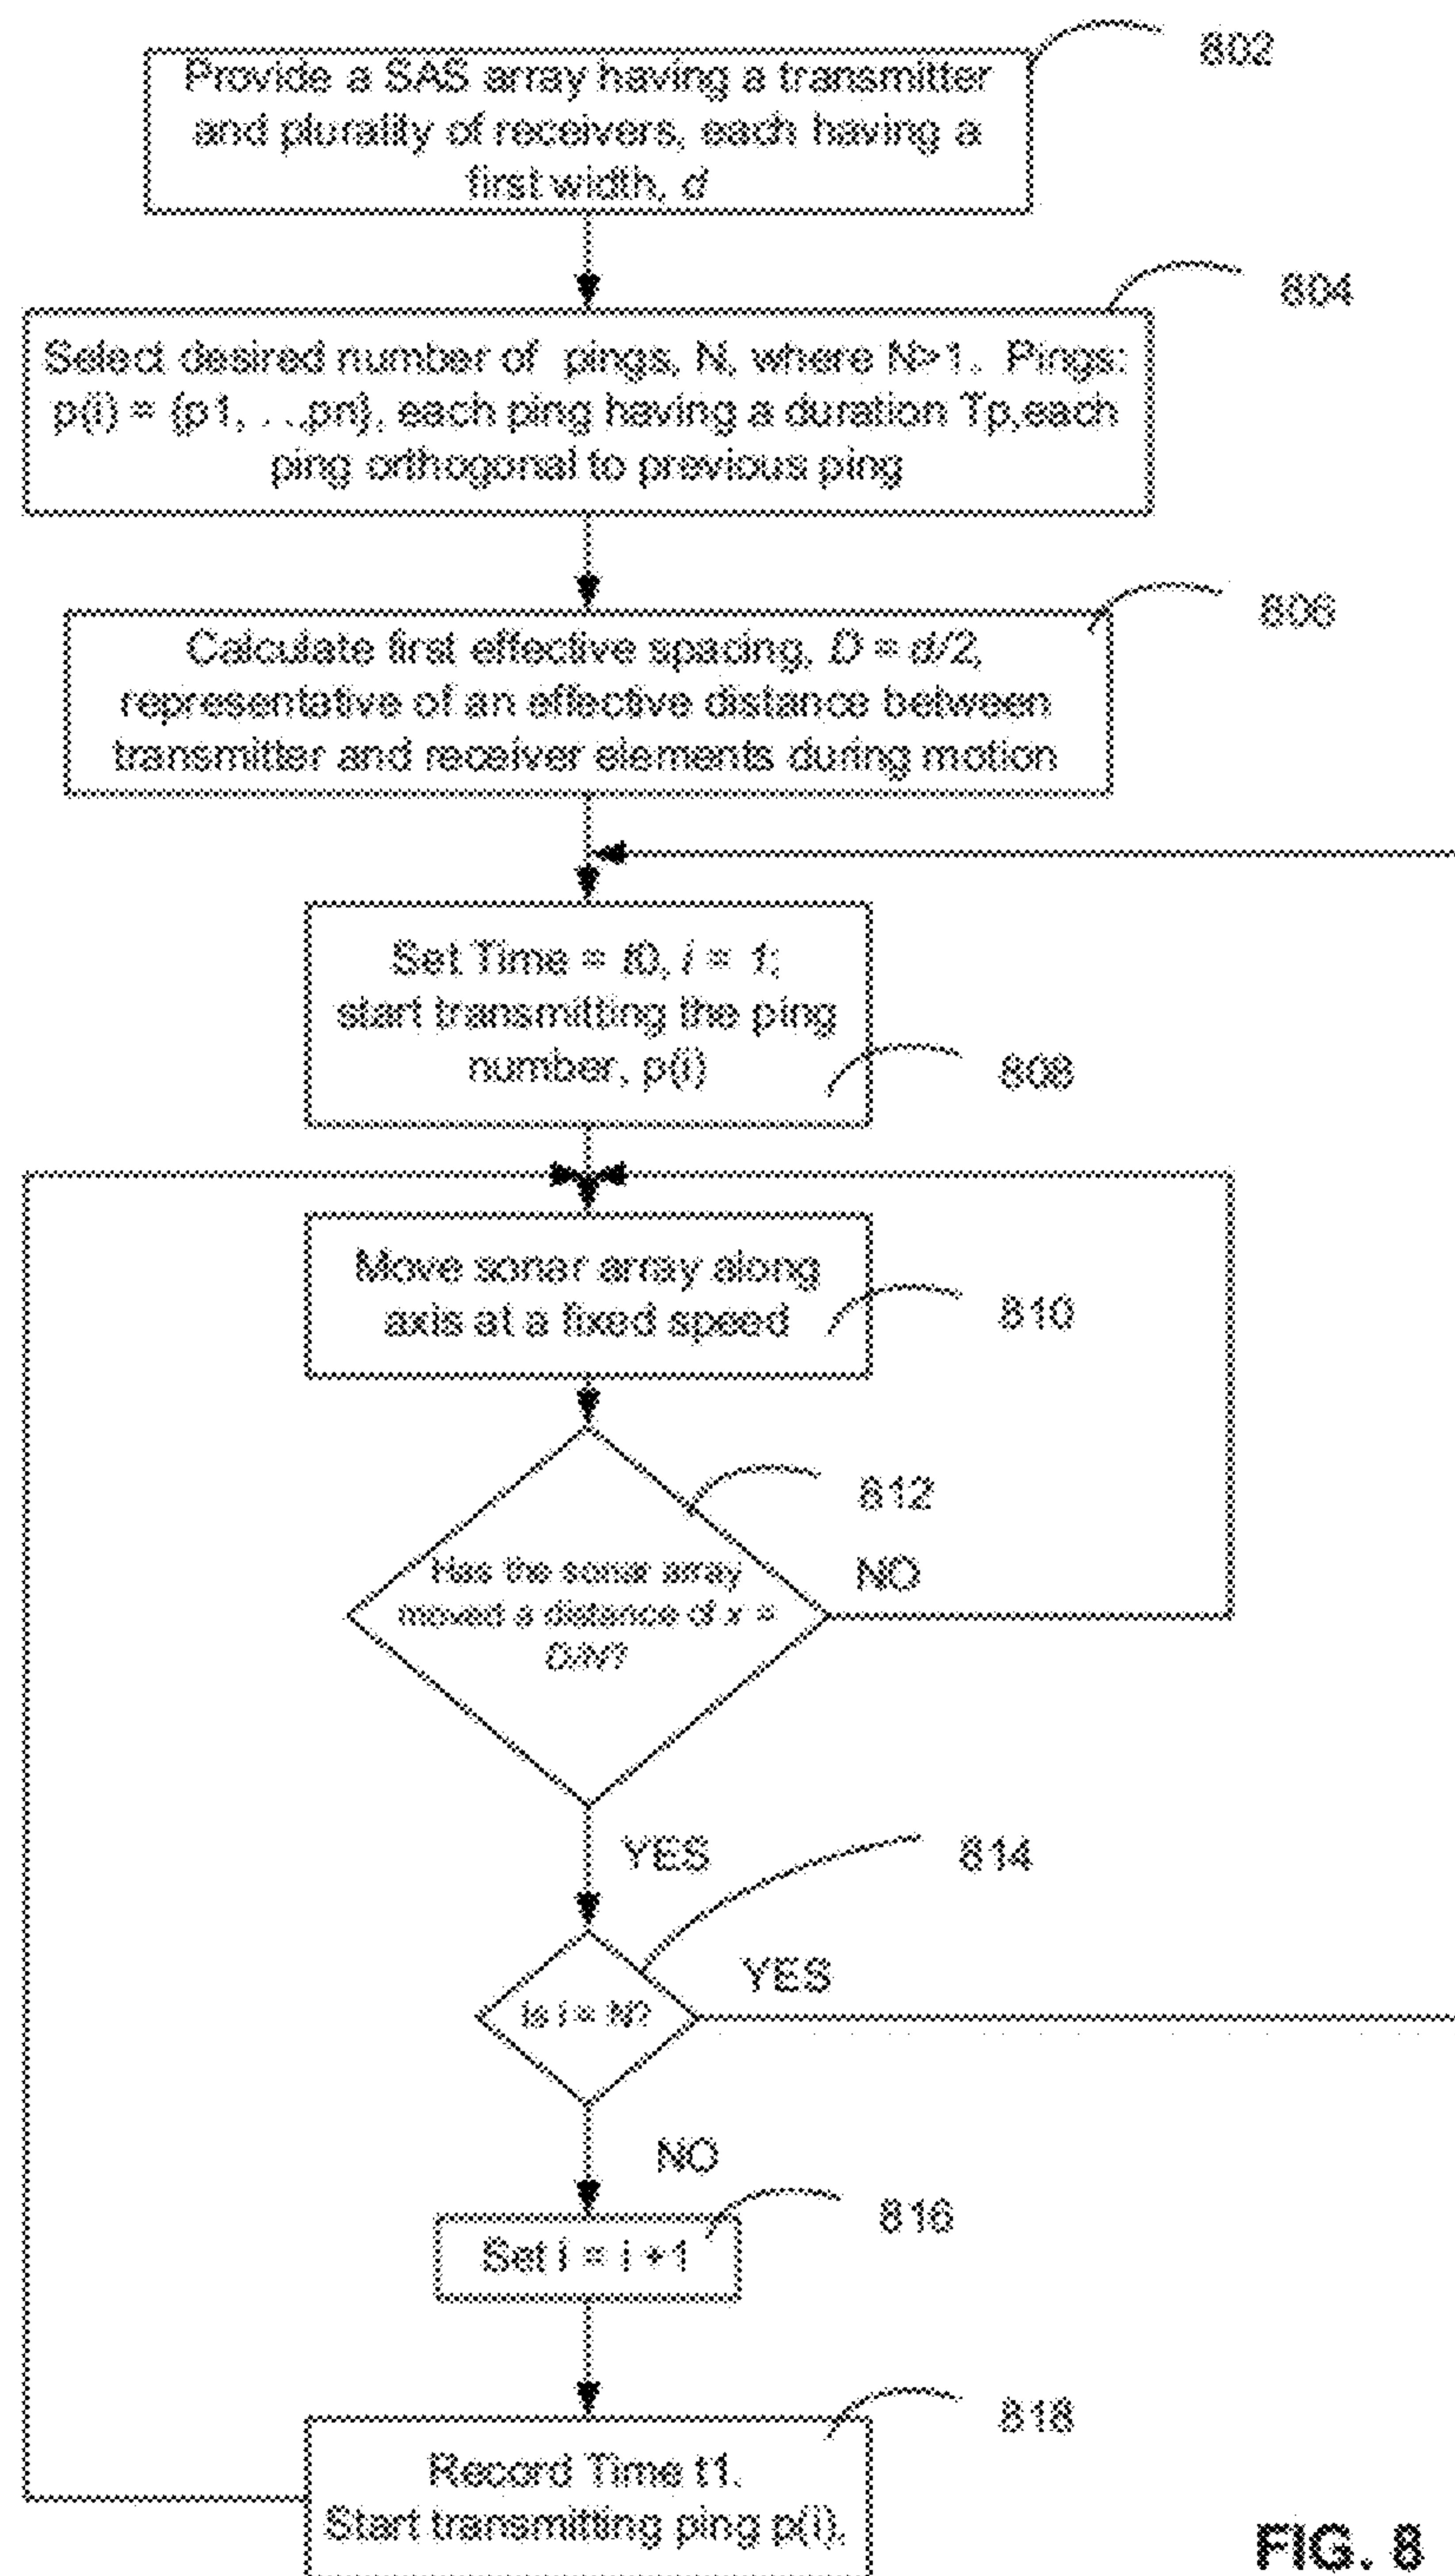 802
Provide a SAS array having a transmitter
and plurality of receivers, each having a
first width, d
804
Select desired number of pings, N, where N>1. Pings:
p(i) = {p1, . . .,pn}, each ping having a duration Tp,each
ping orthogonal to previous ping
806
Calculate first effective spacing, D = d/2,
representative of an effective distance between
transmitter and receiver elements during motion
Set Time = t0, i = 1;
start transmitting the ping
number, p(i)
808
Move sonar array along
axis at a fixed speed
810
812
Has the sonar array
moved a distance of x =
D/N?
NO
YES
814
YES
Is i = N?
NO
816
Set i = i +1
818
Record Time t1.
Start transmitting ping p(i).
FIG. 8